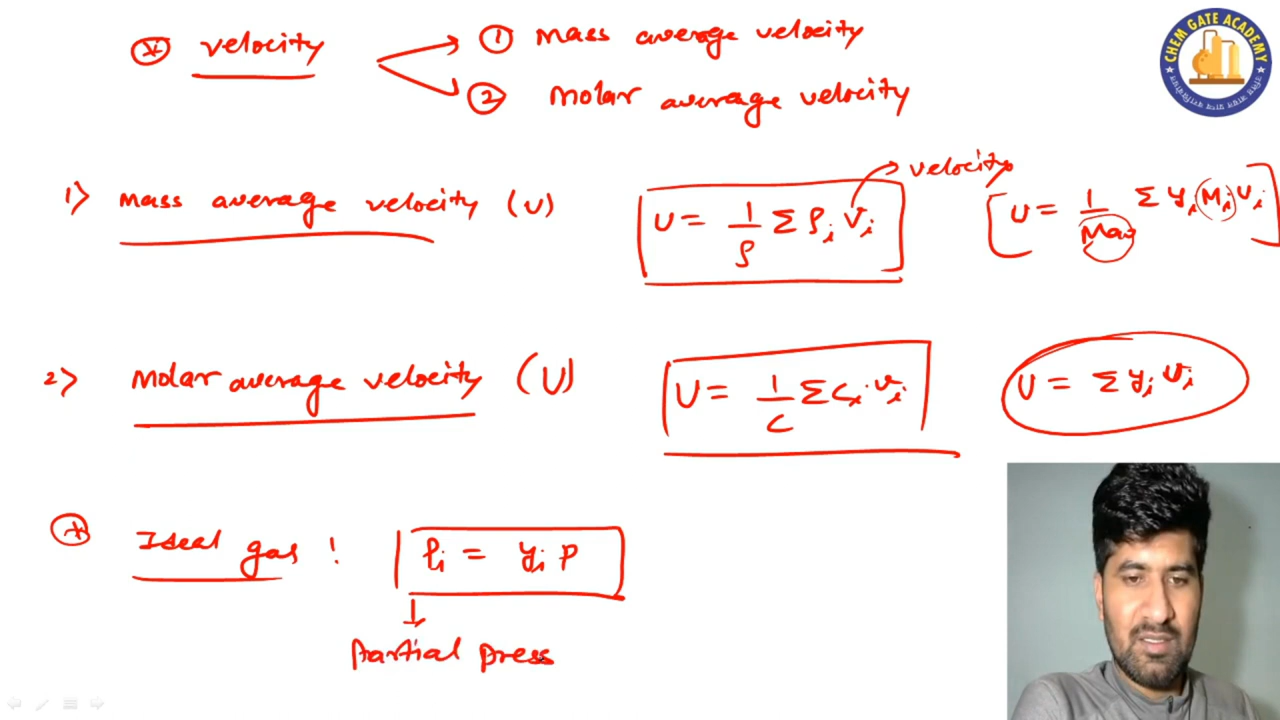 * velocity
① mass average velocity
② molar average velocity
CHEM GATE ACADEMY
1) mass average velocity (u)
u = 1/ρ Σ ρi vi
→ velocity
[u = 1/Mav Σ yi Mi vi]
2) molar average velocity (U)
U = 1/C Σ Ci vi
U = Σ yi vi
* Ideal gas :
Pi = yi P
↓
Partial press